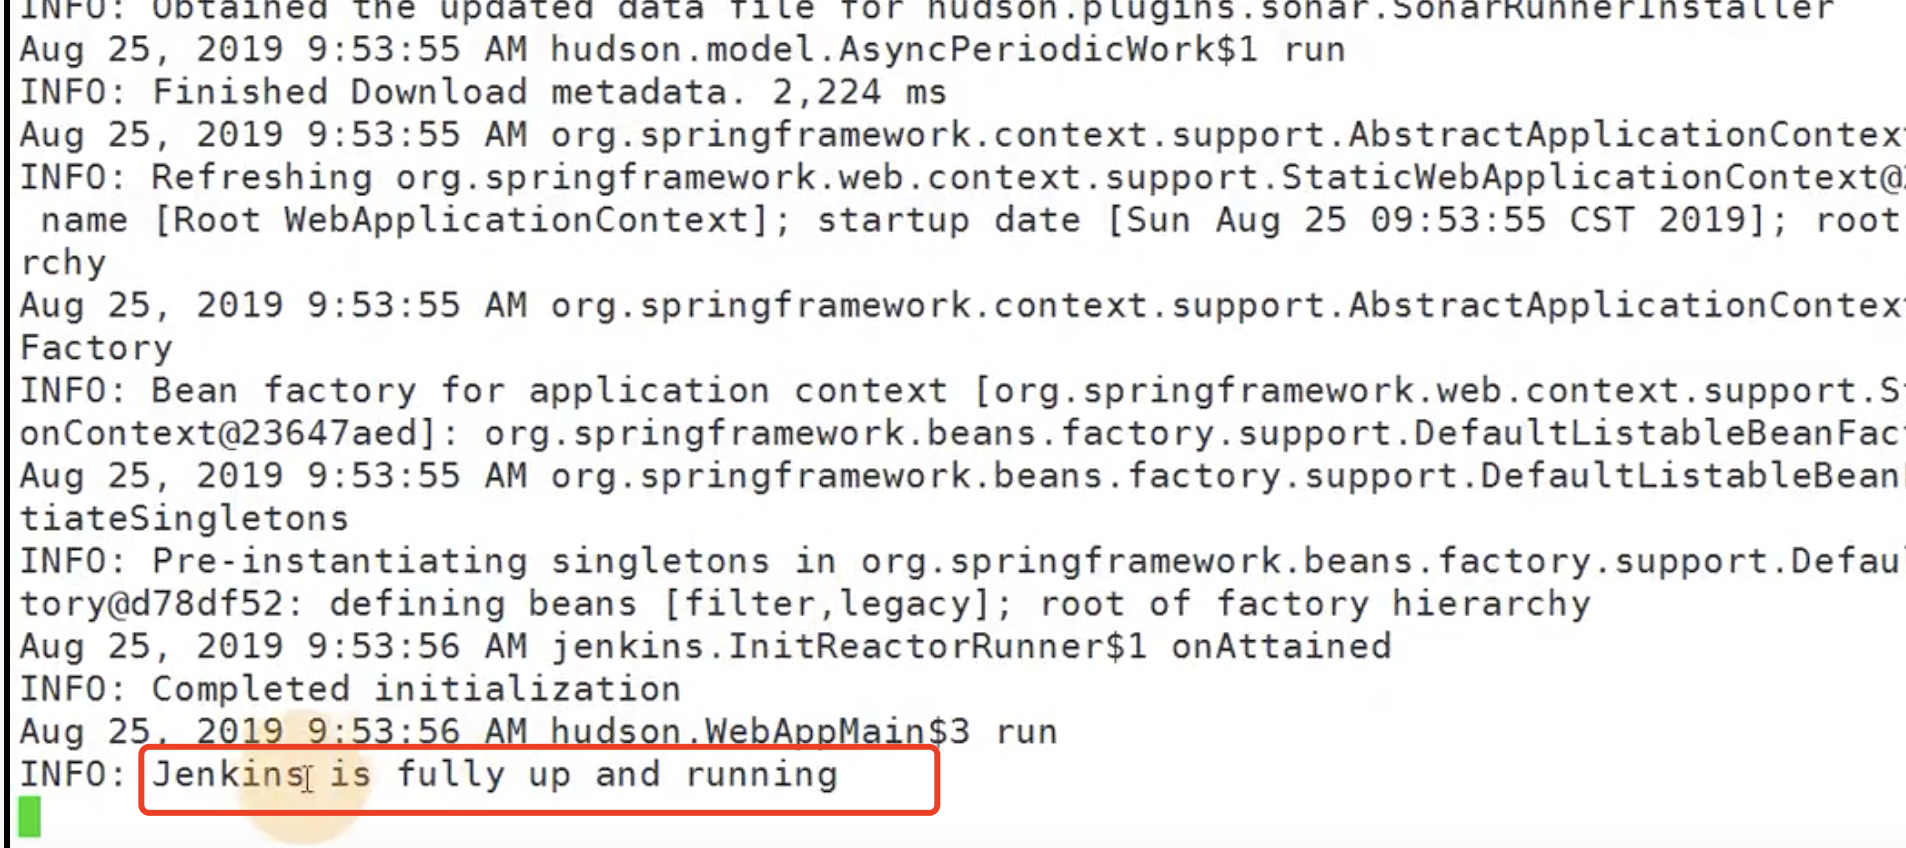 INFO: Obtained the updated data file for hudson.plugins.sonar.SonarRunnerInstaller
Aug 25, 2019 9:53:55 AM hudson.model.AsyncPeriodicWork$1 run
INFO: Finished Download metadata. 2,224 ms
Aug 25, 2019 9:53:55 AM org.springframework.context.support.AbstractApplicationContex
INFO: Refreshing org.springframework.web.context.support.StaticWebApplicationContext@
name [Root WebApplicationContext]; startup date [Sun Aug 25 09:53:55 CST 2019]; root
rchy
Aug 25, 2019 9:53:55 AM org.springframework.context.support.AbstractApplicationContex
Factory
INFO: Bean factory for application context [org.springframework.web.context.support.S
onContext@23647aed]: org.springframework.beans.factory.support.DefaultListableBeanFac
Aug 25, 2019 9:53:55 AM org.springframework.beans.factory.support.DefaultListableBean
tiateSingletons
INFO: Pre-instantiating singletons in org.springframework.beans.factory.support.Defau
tory@d78df52: defining beans [filter,legacy]; root of factory hierarchy
Aug 25, 2019 9:53:56 AM jenkins.InitReactorRunner$1 onAttained
INFO: Completed initialization
Aug 25, 2019 9:53:56 AM hudson.WebAppMain$3 run
INFO: Jenkins is fully up and running